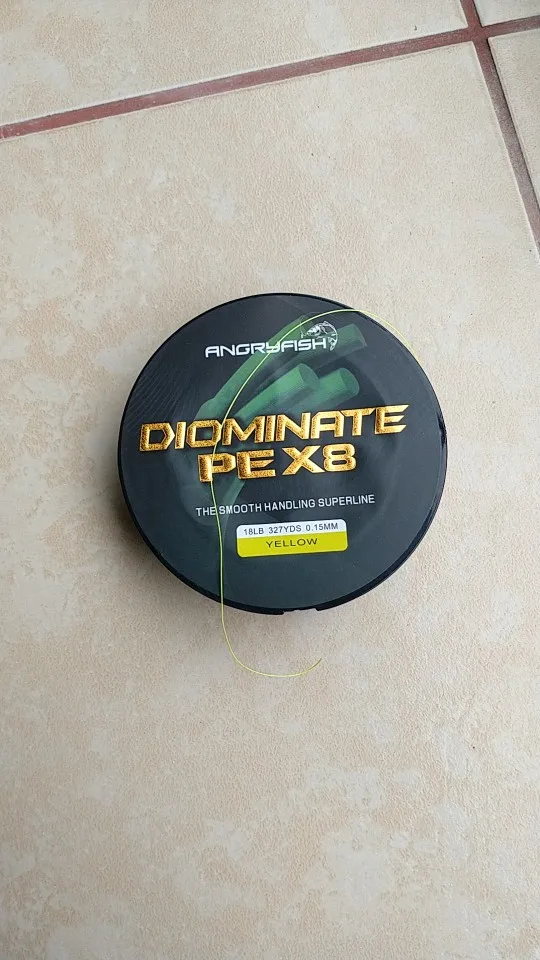 ANGRYFISH
DIOMINATE
PE X8
THE SMOOTH HANDLING SUPERLINE
18LB 327YDS 0.15MM
YELLOW